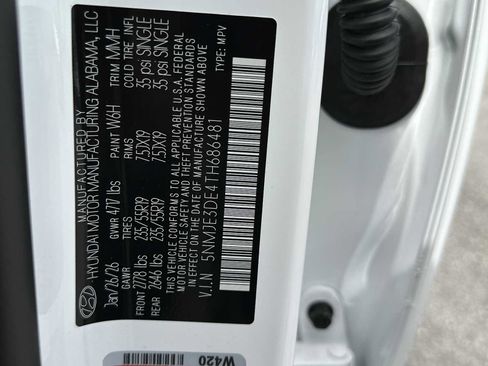 MANUFACTURED BY
HYUNDAI MOTOR MANUFACTURING ALABAMA, LLC
Jan/26/26 GVWR 4717 lbs PAINT W6H TRIM MMH
GAWR TIRES RIMS COLD TIRE INFL
FRONT 2778 lbs 235/55R19 7.5JX19 35 psi SINGLE
REAR 2646 lbs 235/55R19 7.5JX19 35 psi SINGLE
THIS VEHICLE CONFORMS TO ALL APPLICABLE U.S.A. FEDERAL
MOTOR VEHICLE SAFETY AND THEFT PREVENTION STANDARDS
IN EFFECT ON THE DATE OF MANUFACTURE SHOWN ABOVE
V.I.N 5NMJE3DE4TH686481
TYPE: MPV
W420